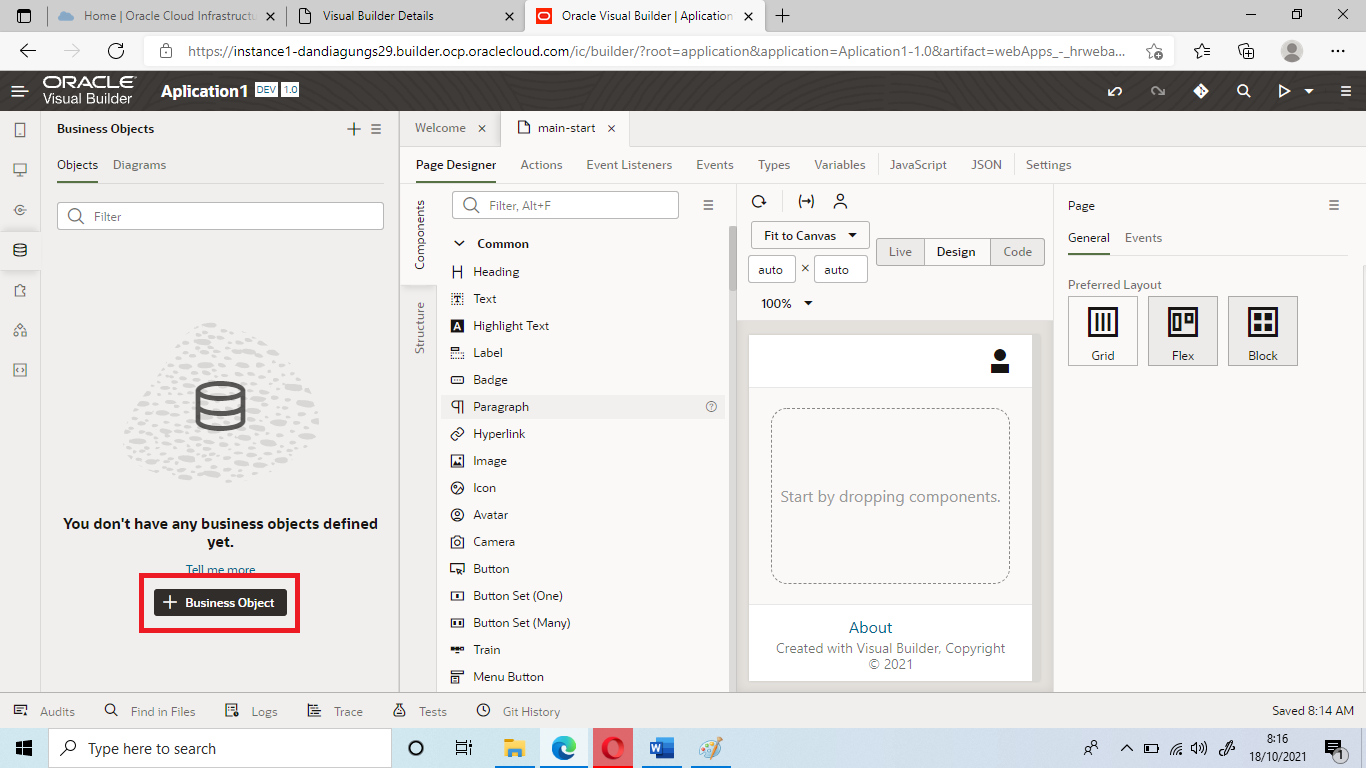 Home | Oracle Cloud Infrastructu
Visual Builder Details
Oracle Visual Builder | Aplication
https://instance1-dandiagungs29.builder.ocp.oraclecloud.com/ic/builder/?root=application&application=Aplication1-1.0&artifact=webApps_-_hrweba...
ORACLE
Visual Builder
Aplication1 DEV 1.0
Business Objects
Objects Diagrams
Filter
You don't have any business objects defined
yet.
Tell me more
Business Object
Welcome
main-start
Page Designer Actions Event Listeners Events Types Variables JavaScript JSON Settings
Components
Structure
Filter, Alt+F
Common
Heading
Text
Highlight Text
Label
Badge
Paragraph
Hyperlink
Image
Icon
Avatar
Camera
Button
Button Set (One)
Button Set (Many)
Train
Menu Button
Fit to Canvas
Live Design Code
auto × auto
100%
Start by dropping components.
About
Created with Visual Builder, Copyright
© 2021
Page
General Events
Preferred Layout
Grid Flex Block
Audits Find in Files Logs Trace Tests Git History
Saved 8:14 AM
Type here to search
8:16
18/10/2021
1